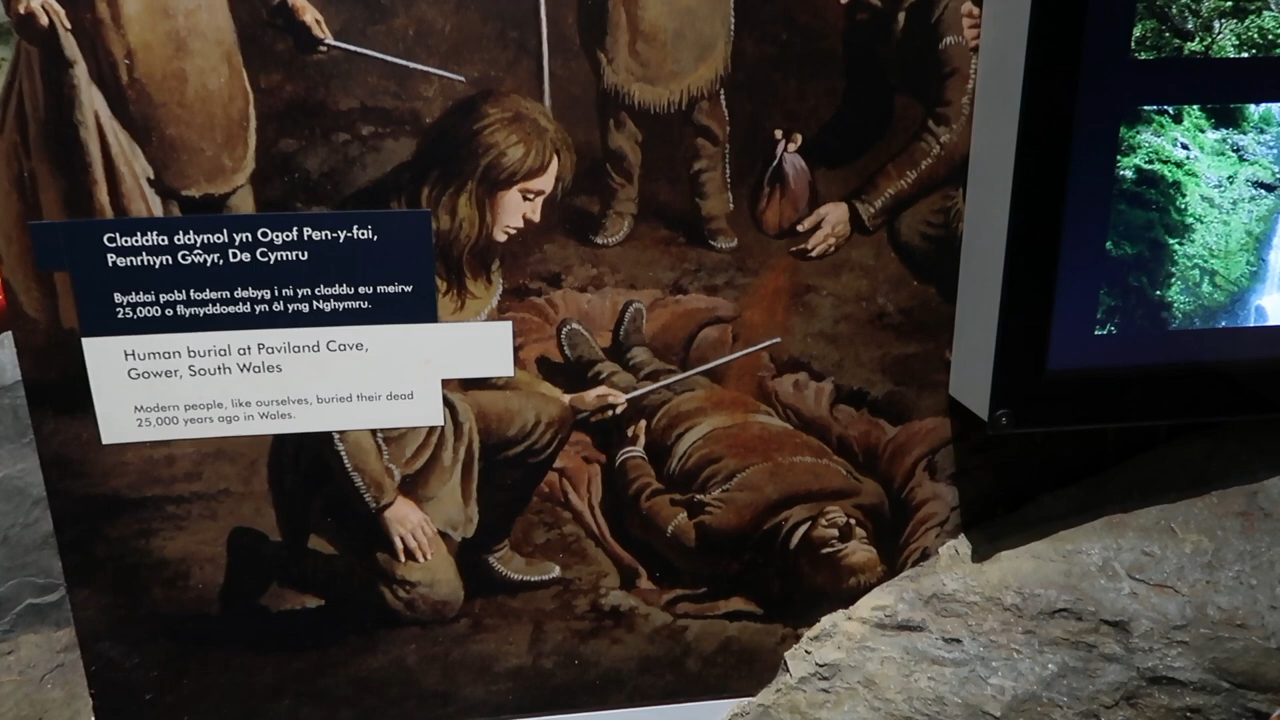 Claddfa ddynol yn Ogof Pen-y-fai,
Penrhyn Gŵyr, De Cymru
Byddai pobl fodern debyg i ni yn claddu eu meirw
25,000 o flynyddoedd yn ôl yng Nghymru.
Human burial at Paviland Cave,
Gower, South Wales
Modern people, like ourselves, buried their dead
25,000 years ago in Wales.